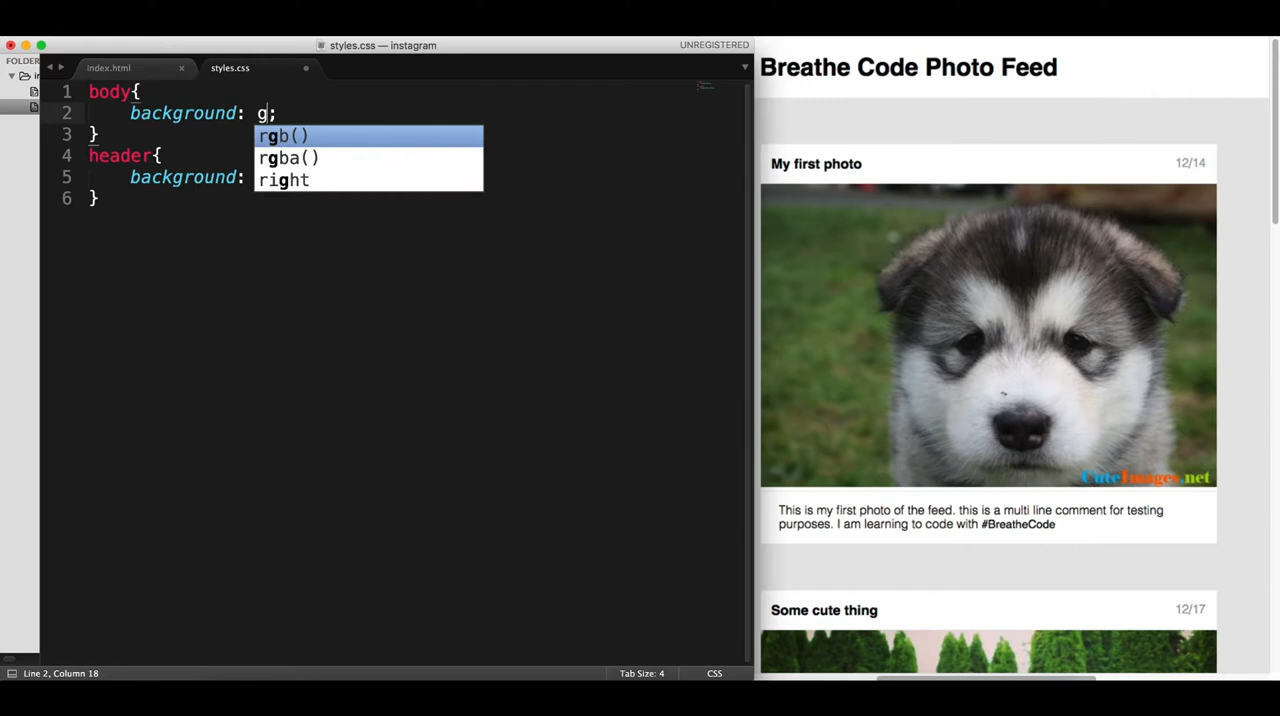 styles.css — instagram
UNREGISTERED
FOLDER
index.html
styles.css
1 body{
2 background: g;
3 }
4 header{
5 background:
6 }
rgb()
rgba()
right
Line 2, Column 18
Tab Size: 4
CSS
Breathe Code Photo Feed
My first photo 12/14
CuteImages.net
This is my first photo of the feed. this is a multi line comment for testing
purposes. I am learning to code with #BreatheCode
Some cute thing 12/17